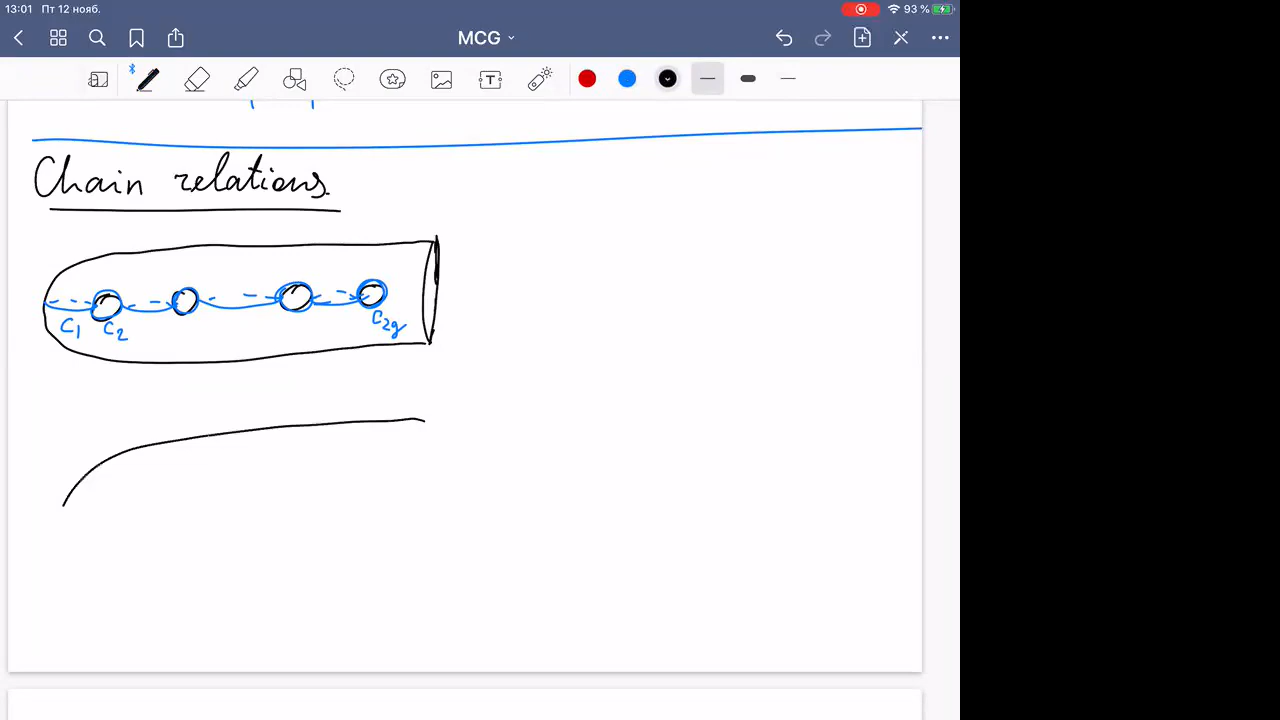 13:01 Пт 12 нояб. 93 %
MCG
T
Chain relations.
C₁ C₂ C₂g